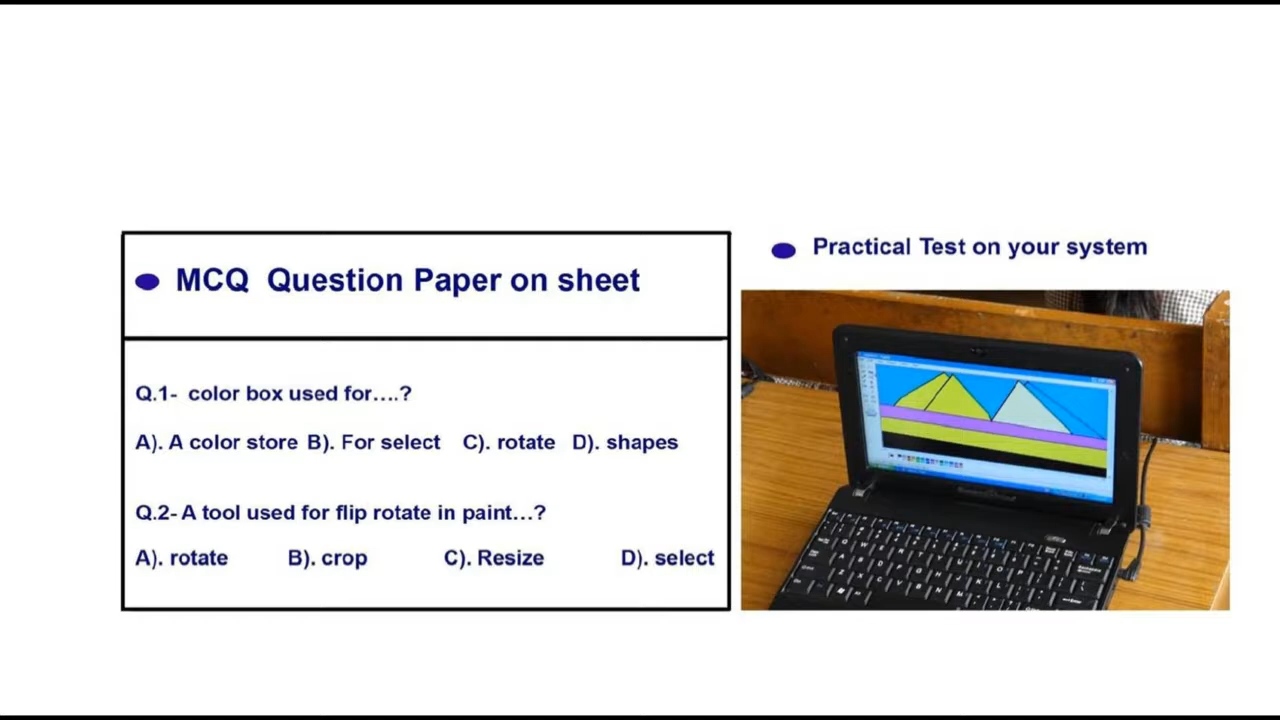 MCQ Question Paper on sheet
Q.1- color box used for....?
A). A color store B). For select C). rotate D). shapes
Q.2- A tool used for flip rotate in paint...?
A). rotate B). crop C). Resize D). select
Practical Test on your system